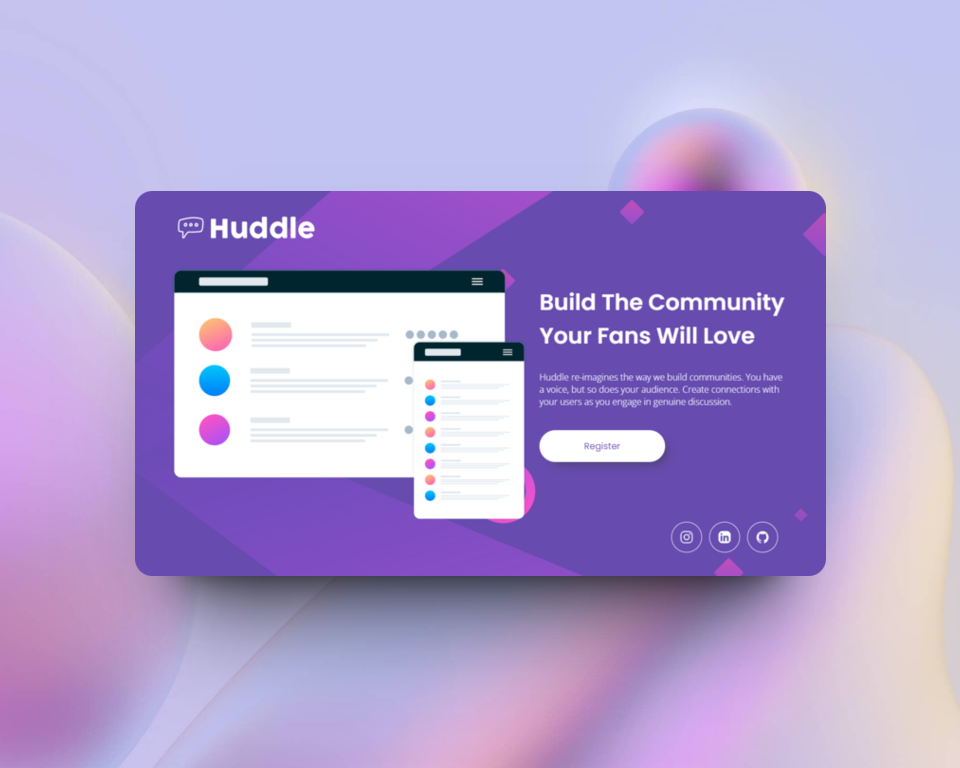 Huddle
Build The Community
Your Fans Will Love
Huddle re-imagines the way we build communities. You have
a voice, but so does your audience. Create connections with
your users as you engage in genuine discussion.
Register
in